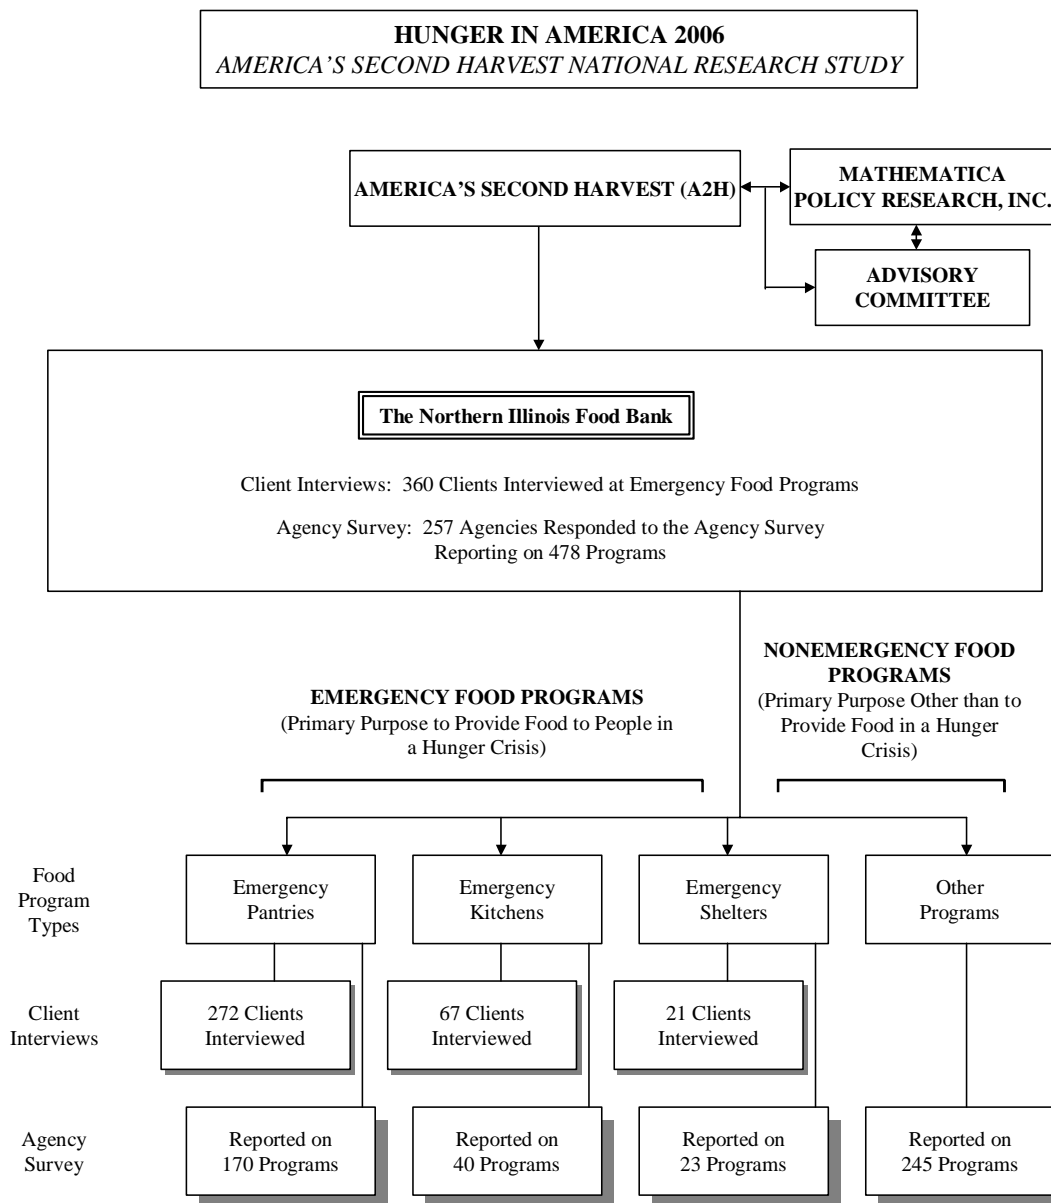 HUNGER IN AMERICA 2006
AMERICA'S SECOND HARVEST NATIONAL RESEARCH STUDY
AMERICA'S SECOND HARVEST (A2H)
MATHEMATICA
POLICY RESEARCH, INC.
ADVISORY
COMMITTEE
The Northern Illinois Food Bank
Client Interviews: 360 Clients Interviewed at Emergency Food Programs
Agency Survey: 257 Agencies Responded to the Agency Survey
Reporting on 478 Programs
EMERGENCY FOOD PROGRAMS
(Primary Purpose to Provide Food to People in
a Hunger Crisis)
NONEMERGENCY FOOD
PROGRAMS
(Primary Purpose Other than to
Provide Food in a Hunger
Crisis)
Food
Program
Types
Emergency
Pantries
Emergency
Kitchens
Emergency
Shelters
Other
Programs
Client
Interviews
272 Clients
Interviewed
67 Clients
Interviewed
21 Clients
Interviewed
Agency
Survey
Reported on
170 Programs
Reported on
40 Programs
Reported on
23 Programs
Reported on
245 Programs